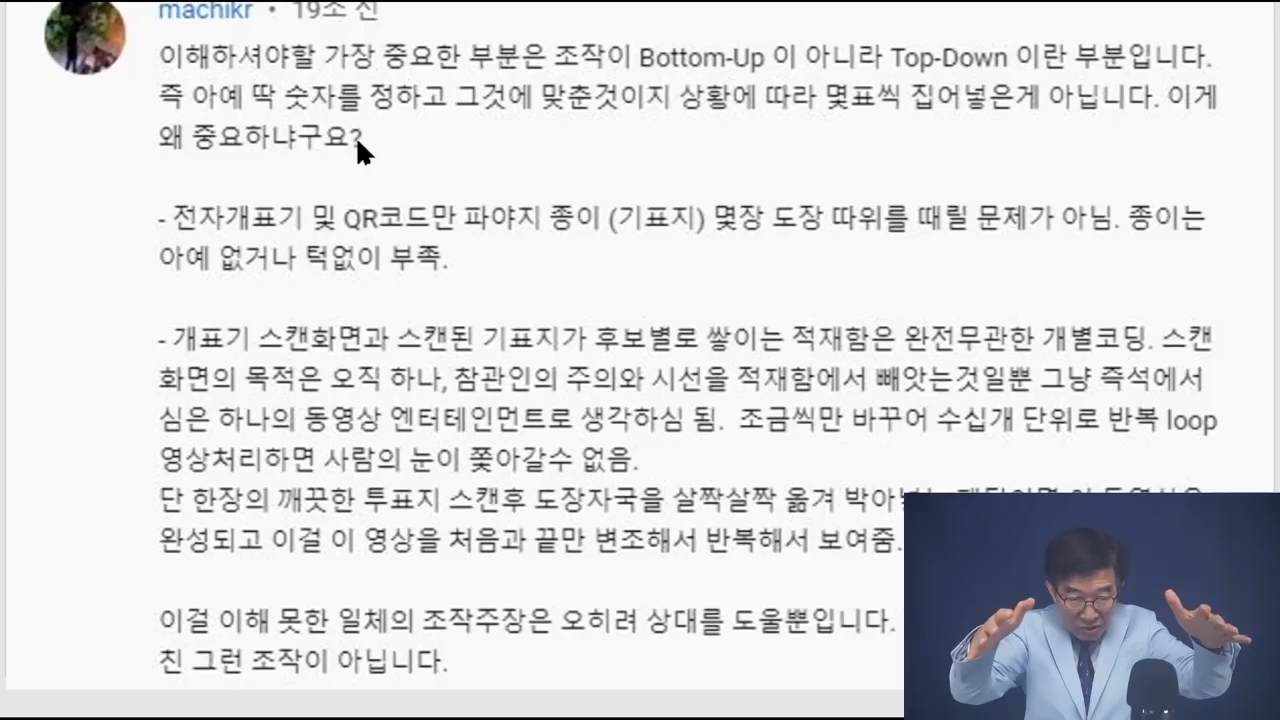 machikr • 19초 전
이해하셔야할 가장 중요한 부분은 조작이 Bottom-Up 이 아니라 Top-Down 이란 부분입니다.
즉 아예 딱 숫자를 정하고 그것에 맞춘것이지 상황에 따라 몇표씩 집어넣은게 아닙니다. 이게
왜 중요하냐구요?
- 전자개표기 및 QR코드만 파야지 종이 (기표지) 몇장 도장 따위를 때릴 문제가 아님. 종이는
아예 없거나 턱없이 부족.
- 개표기 스캔화면과 스캔된 기표지가 후보별로 쌓이는 적재함은 완전무관한 개별코딩. 스캔
화면의 목적은 오직 하나, 참관인의 주의와 시선을 적재함에서 빼앗는것일뿐 그냥 즉석에서
심은 하나의 동영상 엔터테인먼트로 생각하심 됨. 조금씩만 바꾸어 수십개 단위로 반복 loop
영상처리하면 사람의 눈이 쫓아갈수 없음.
단 한장의 깨끗한 투표지 스캔후 도장자국을 살짝살짝 옮겨 박아
완성되고 이걸 이 영상을 처음과 끝만 변조해서 반복해서 보여줌.
이걸 이해 못한 일체의 조작주장은 오히려 상대를 도울뿐입니다.
친 그런 조작이 아닙니다.